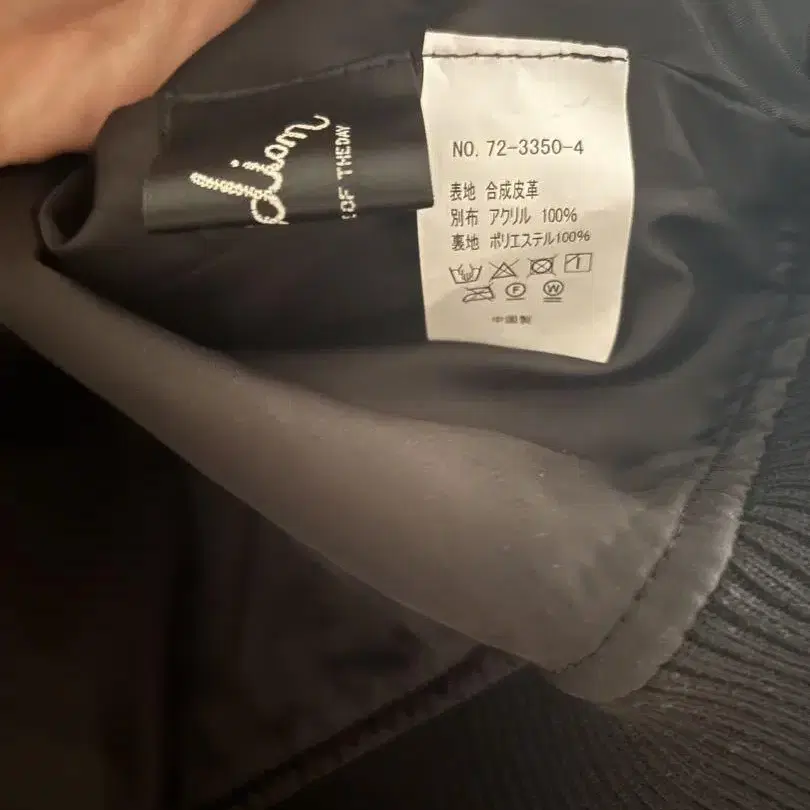 OF THEDAY
NO. 72-3350-4
表地 合成皮革
別布 アクリル 100%
裏地 ポリエステル100%
1
F W
中国製